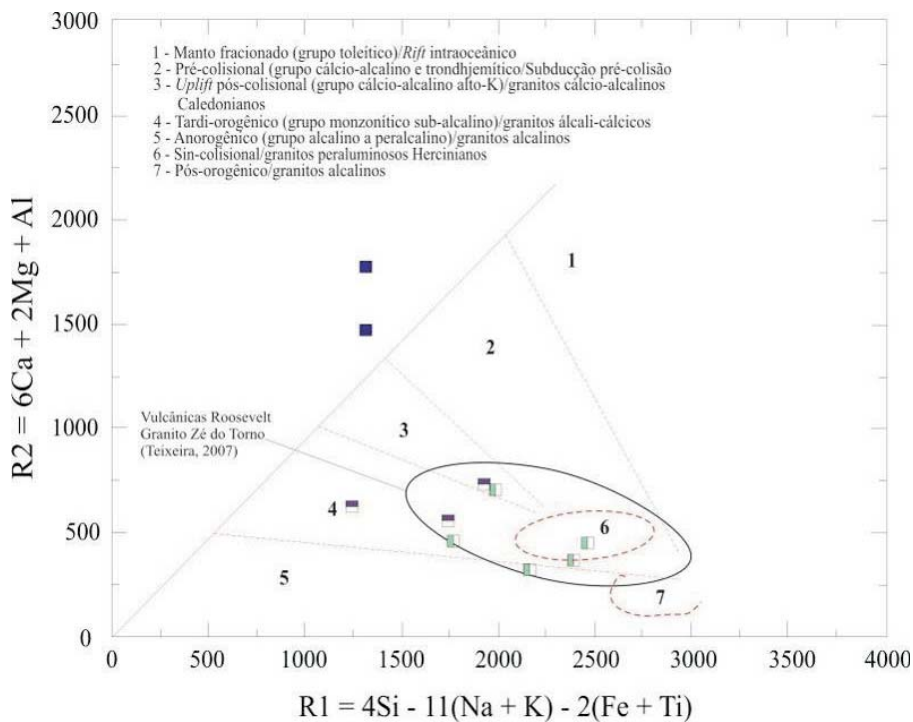 3000
2500
2000
1500
1000
500
0
R2 = 6Ca + 2Mg + Al
1 - Manto fracionado (grupo toleítico)/Rift intraoceânico
2 - Pré-colisional (grupo cálcio-alcalino e trondhjemítico/Subducção pré-colisão
3 - Uplift pós-colisional (grupo cálcio-alcalino alto-K)/granitos cálcio-alcalinos
Caledonianos
4 - Tardi-orogênico (grupo monzonítico sub-alcalino)/granitos álcali-cálcicos
5 - Anorogênico (grupo alcalino a peralcalino)/granitos alcalinos
6 - Sin-colisional/granitos peraluminosos Hercinianos
7 - Pós-orogênico/granitos alcalinos
1
2
3
Vulcânicas Roosevelt
Granito Zé do Torno
(Teixeira, 2007)
4
6
5
7
0 500 1000 1500 2000 2500 3000 3500 4000
R1 = 4Si - 11(Na + K) - 2(Fe + Ti)